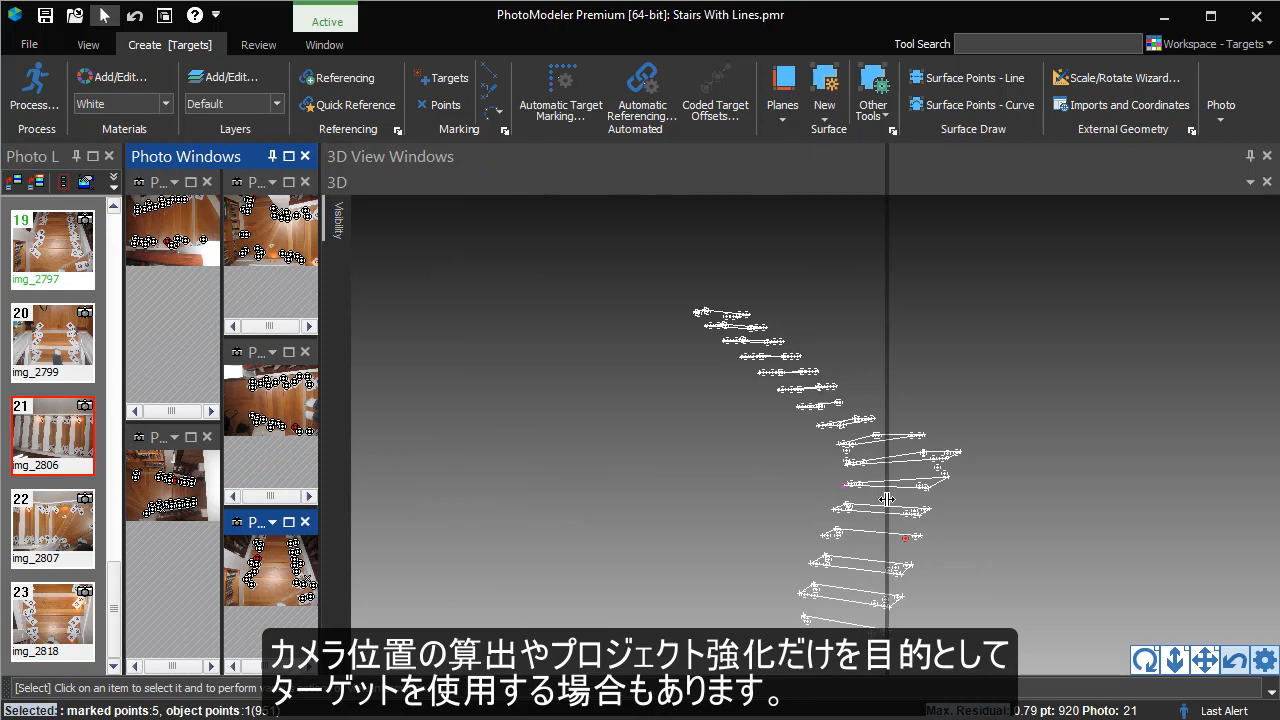 PhotoModeler Premium [64-bit]: Stairs With Lines.pmr
Active
File
View
Create [Targets]
Review
Window
Tool Search
Workspace - Targets
Process...
Process
Add/Edit...
White
Materials
Add/Edit...
Default
Layers
Referencing
Quick Reference
Referencing
Targets
Points
Marking
Automatic Target
Marking...
Automatic
Referencing...
Coded Target
Offsets...
Automated
Planes
New
Other
Tools
Surface
Surface Points - Line
Surface Points - Curve
Surface Draw
Scale/Rotate Wizard...
Imports and Coordinates
External Geometry
Photo
Photo L
Photo Windows
3D View Windows
P...
P...
3D
Visibility
19
img_2797
20
img_2799
21
img_2806
22
img_2807
23
img_2818
P...
P...
P...
カメラ位置の算出やプロジェクト強化だけを目的として
ターゲットを使用する場合もあります。
[Select] Click on an item to select it and to perform
Selected: : marked points:5, object points:1(951)
Max. Residual: 0.79 pt: 920 Photo: 21
Last Alert